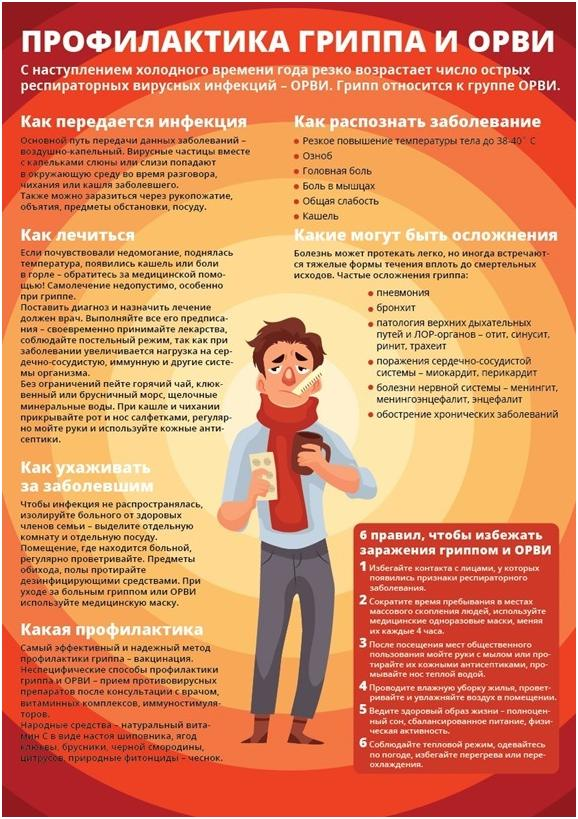 ПРОФИЛАКТИКА ГРИППА И ОРВИ
С наступлением холодного времени года резко возрастает число острых
респираторных вирусных инфекций – ОРВИ. Грипп относится к группе ОРВИ.
Как передается инфекция
Основной путь передачи данных заболеваний –
воздушно-капельный. Вирусные частицы вместе
с капельками слюны или слизи попадают
в окружающую среду во время разговора,
чихания или кашля заболевшего.
Также можно заразиться через рукопожатие,
объятия, предметы обстановки, посуду.
Как лечиться
Если почувствовали недомогание, поднялась
температура, появились кашель или боли
в горле – обратитесь за медицинской помо-
щью! Самолечение недопустимо, особенно
при гриппе.
Поставить диагноз и назначить лечение
должен врач. Выполняйте все его предписа-
ния – своевременно принимайте лекарства,
соблюдайте постельный режим, так как при
заболевании увеличивается нагрузка на сер-
дечно-сосудистую, иммунную и другие систе-
мы организма.
Без ограничений пейте горячий чай, клюк-
венный или брусничный морс, щелочные
минеральные воды. При кашле и чихании
прикрывайте рот и нос салфетками, регуляр-
но мойте руки и используйте кожные анти-
септики.
Как ухаживать
за заболевшим
Чтобы инфекция не распространялась,
изолируйте больного от здоровых
членов семьи – выделите отдельную
комнату и отдельную посуду.
Помещение, где находится больной,
регулярно проветривайте. Предметы
обихода, полы протирайте
дезинфицирующими средствами. При
уходе за больным гриппом или ОРВИ
используйте медицинскую маску.
Какая профилактика
Самый эффективный и надежный метод
профилактики гриппа – вакцинация.
Неспецифические способы профилактики
гриппа и ОРВИ – прием противовирусных
препаратов после консультации с врачом,
витаминных комплексов, иммуностимуля-
торов.
Народные средства – натуральный вита-
мин С в виде настоя шиповника, ягод
клюквы, брусники, черной смородины,
цитрусов, природные фитонциды – чеснок.
Как распознать заболевание
• Резкое повышение температуры тела до 38-40° С
• Озноб
• Головная боль
• Боль в мышцах
• Общая слабость
• Кашель
Какие могут быть осложнения
Болезнь может протекать легко, но иногда встречают-
ся тяжелые формы течения вплоть до смертельных
исходов. Частые осложнения гриппа:
• пневмония
• бронхит
• патология верхних дыхательных
путей и ЛОР-органов – отит, синусит,
ринит, трахеит
• поражения сердечно-сосудистой
системы – миокардит, перикардит
• болезни нервной системы – менингит,
менингоэнцефалит, энцефалит
• обострение хронических заболеваний
6 правил, чтобы избежать
заражения гриппом и ОРВИ
1 Избегайте контакта с лицами, у которых
появились признаки респираторного
заболевания.
2 Сократите время пребывания в местах
массового скопления людей, используйте
медицинские одноразовые маски, меняя
их каждые 4 часа.
3 После посещения мест общественного
пользования мойте руки с мылом или про-
тирайте их кожными антисептиками, про-
мывайте нос теплой водой.
4 Проводите влажную уборку жилья, провет-
ривайте и увлажняйте воздух в помещении.
5 Ведите здоровый образ жизни – полноцен-
ный сон, сбалансированное питание, физи-
ческая активность.
6 Соблюдайте тепловой режим, одевайтесь
по погоде, избегайте перегрева или пере-
охлаждения.